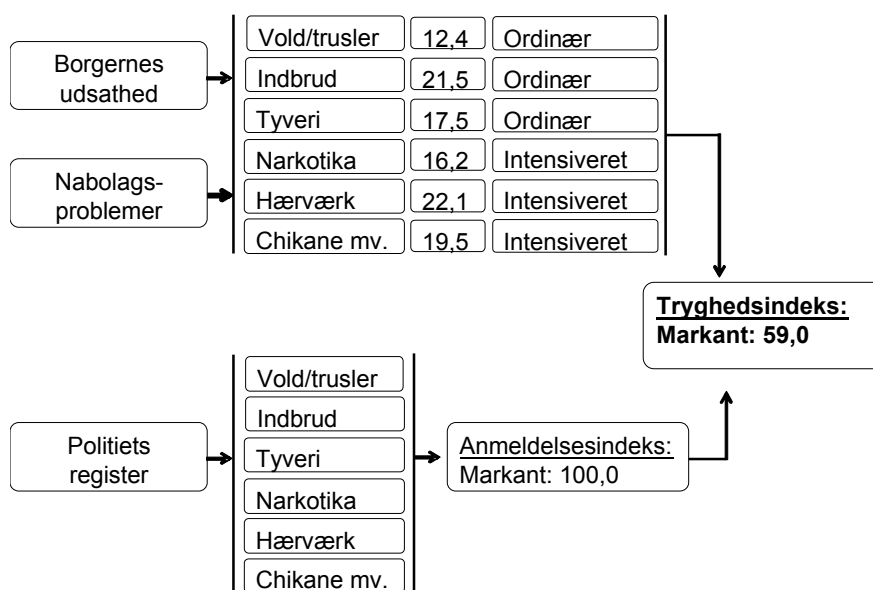 Borgernes
udsathed
Nabolags-
problemer
Vold/trusler 12,4 Ordinær
Indbrud 21,5 Ordinær
Tyveri 17,5 Ordinær
Narkotika 16,2 Intensiveret
Hærværk 22,1 Intensiveret
Chikane mv. 19,5 Intensiveret
Tryghedsindeks:
Markant: 59,0
Politiets
register
Vold/trusler
Indbrud
Tyveri
Narkotika
Hærværk
Chikane mv.
Anmeldelsesindeks:
Markant: 100,0